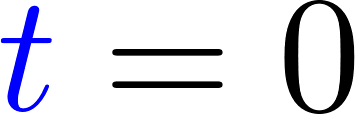 t = 0